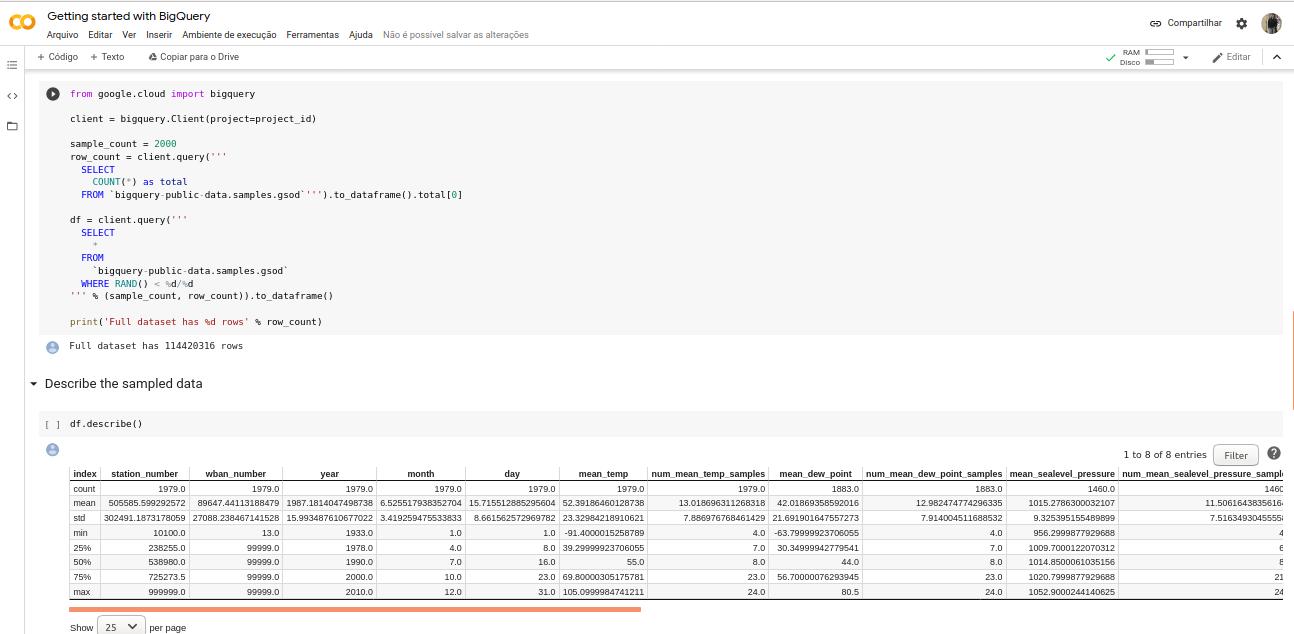 Getting started with BigQuery
Arquivo Editar Ver Inserir Ambiente de execução Ferramentas Ajuda Não é possível salvar as alterações
Compartilhar
+ Código + Texto Copiar para o Drive
RAM
Disco
Editar
from google.cloud import bigquery
client = bigquery.Client(project=project_id)
sample_count = 2000
row_count = client.query('''
SELECT
COUNT(*) as total
FROM `bigquery-public-data.samples.gsod`''').to_dataframe().total[0]
df = client.query('''
SELECT
*
FROM
`bigquery-public-data.samples.gsod`
WHERE RAND() < %d/%d
''' % (sample_count, row_count)).to_dataframe()
print('Full dataset has %d rows' % row_count)
Full dataset has 114420316 rows
Describe the sampled data
[ ] df.describe()
1 to 8 of 8 entries Filter ?
index station_number wban_number year month day mean_temp num_mean_temp_samples mean_dew_point num_mean_dew_point_samples mean_sealevel_pressure num_mean_sealevel_pressure_sample
count 1979.0 1979.0 1979.0 1979.0 1979.0 1979.0 1979.0 1883.0 1883.0 1460.0 1460
mean 505585.599292572 89647.44113188479 1987.1814047498738 6.525517938352704 15.715512885295604 52.39186460128738 13.018696311268318 42.01869358592016 12.982474774296335 1015.2786300032107 11.5061643835616
std 302491.1873178059 27088.238467141528 15.993487610677022 3.419259475533833 8.661562572969782 23.32984218910621 7.886976768461429 21.691901647557273 7.914004511688532 9.325395155489899 7.5163493045555
min 10100.0 13.0 1933.0 1.0 1.0 -91.4000015258789 4.0 -63.79999923706055 4.0 956.2999877929688 4
25% 238255.0 99999.0 1978.0 4.0 8.0 39.29999923706055 7.0 30.34999942779541 7.0 1009.7000122070312 6
50% 538980.0 99999.0 1990.0 7.0 16.0 55.0 8.0 44.0 8.0 1014.8500061035156 8
75% 725273.5 99999.0 2000.0 10.0 23.0 69.80000305175781 23.0 56.70000076293945 23.0 1020.7999877929688 21
max 999999.0 99999.0 2010.0 12.0 31.0 105.0999984741211 24.0 80.5 24.0 1052.9000244140625 24
Show 25 per page